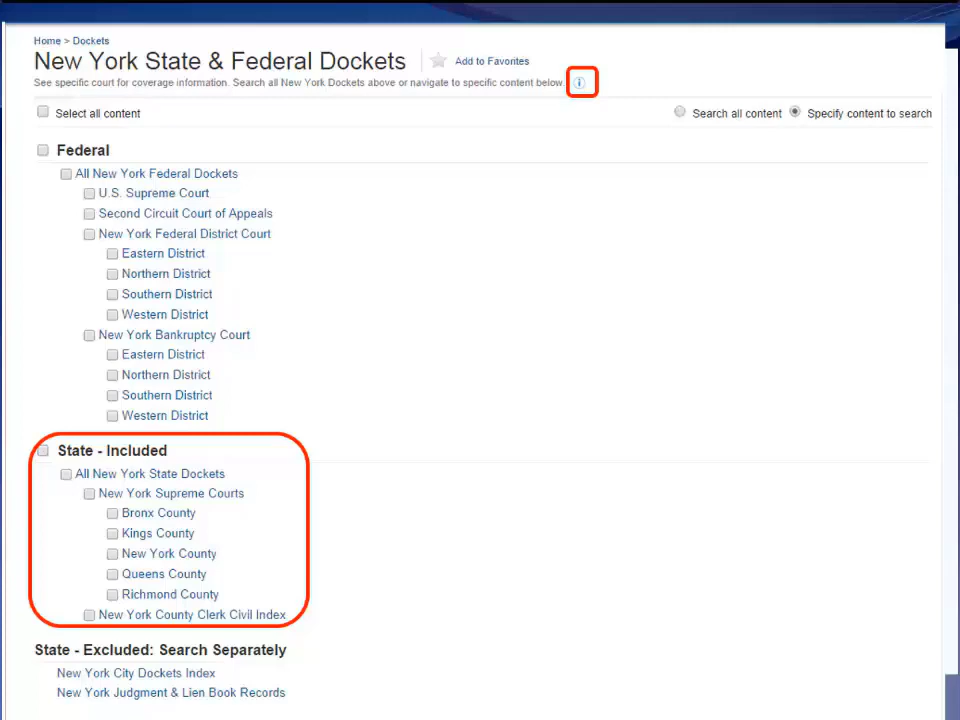 Home > Dockets
New York State & Federal Dockets Add to Favorites
See specific court for coverage information. Search all New York Dockets above or navigate to specific content below. i
Select all content Search all content Specify content to search
Federal
All New York Federal Dockets
U.S. Supreme Court
Second Circuit Court of Appeals
New York Federal District Court
Eastern District
Northern District
Southern District
Western District
New York Bankruptcy Court
Eastern District
Northern District
Southern District
Western District
State - Included
All New York State Dockets
New York Supreme Courts
Bronx County
Kings County
New York County
Queens County
Richmond County
New York County Clerk Civil Index
State - Excluded: Search Separately
New York City Dockets Index
New York Judgment & Lien Book Records